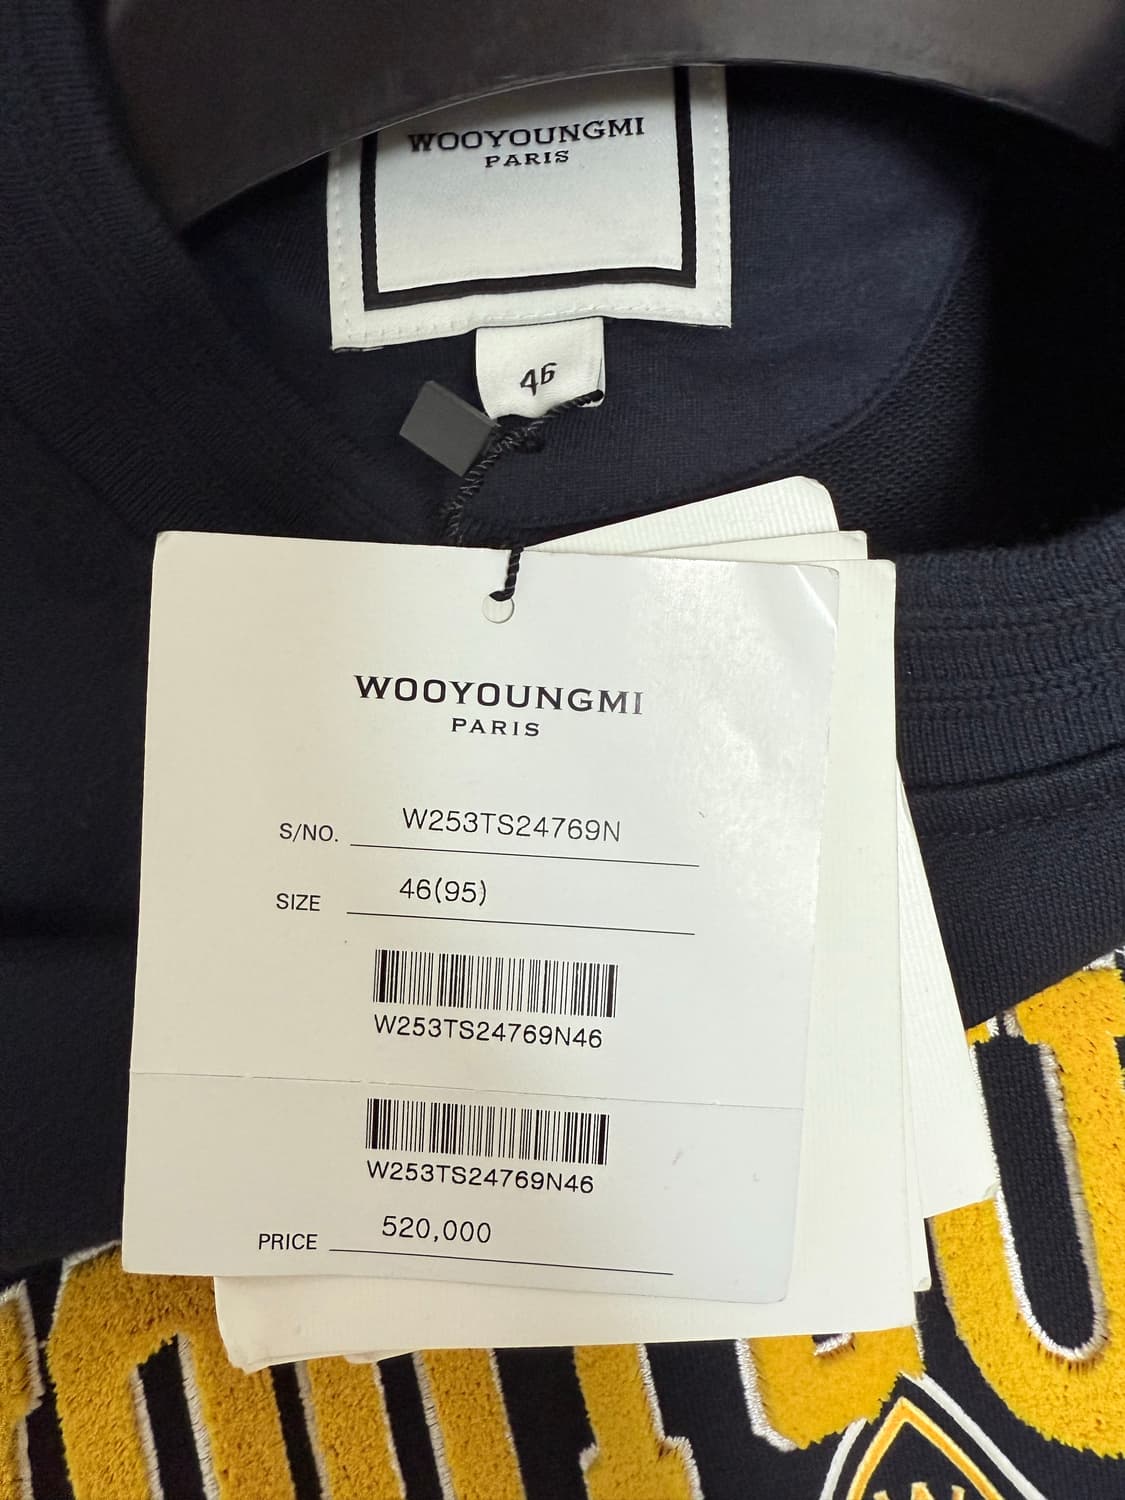 WOOYOUNGMI
PARIS
46
WOOYOUNGMI
PARIS
S/NO. W253TS24769N
SIZE 46(95)
W253TS24769N46
W253TS24769N46
PRICE 520,000